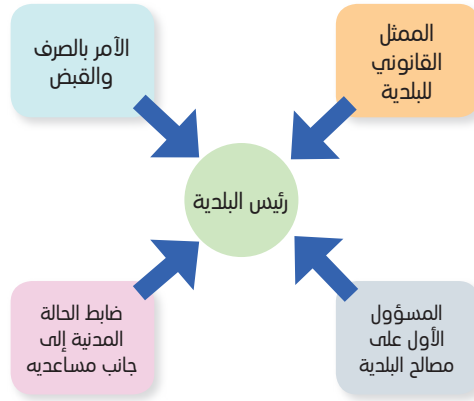 الممثل
القانوني
للبلدية
الآمر بالصرف
والقبض
رئيس البلدية
المسؤول
الأول على
مصالح البلدية
ضابط الحالة
المدنية إلى
جانب مساعديه